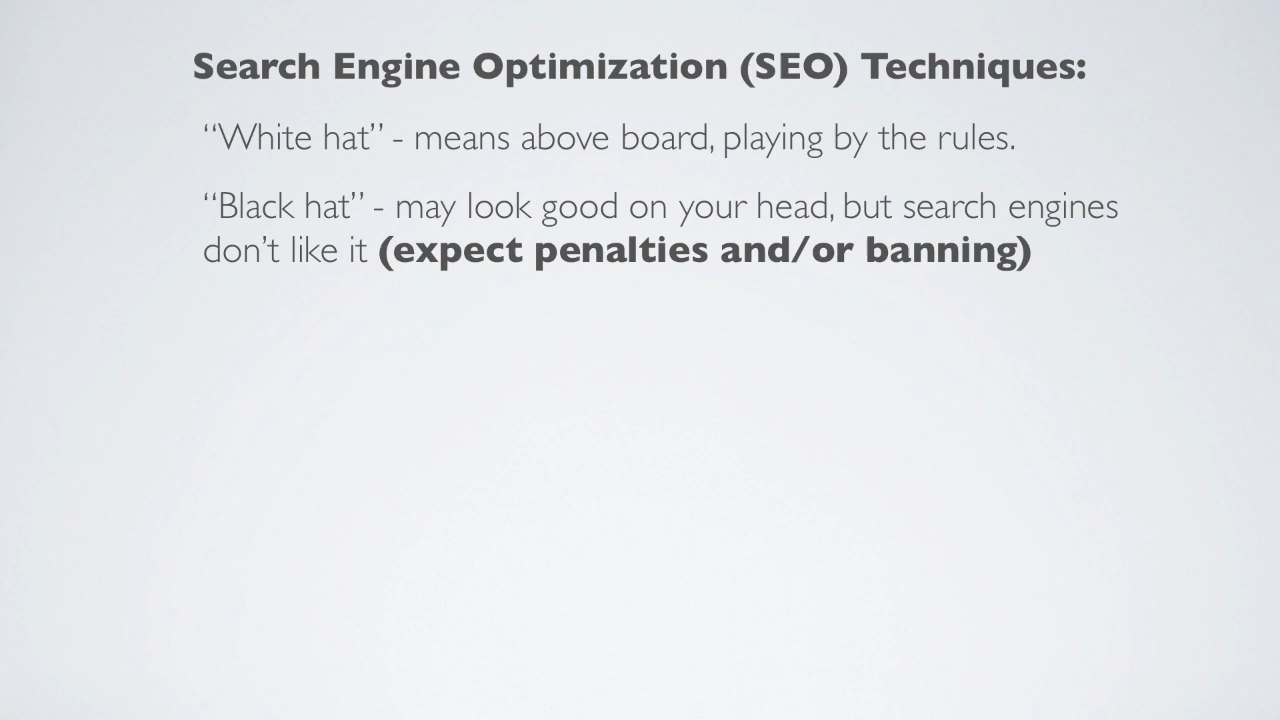 Search Engine Optimization (SEO) Techniques:
“White hat” - means above board, playing by the rules.
“Black hat” - may look good on your head, but search engines
don’t like it (expect penalties and/or banning)